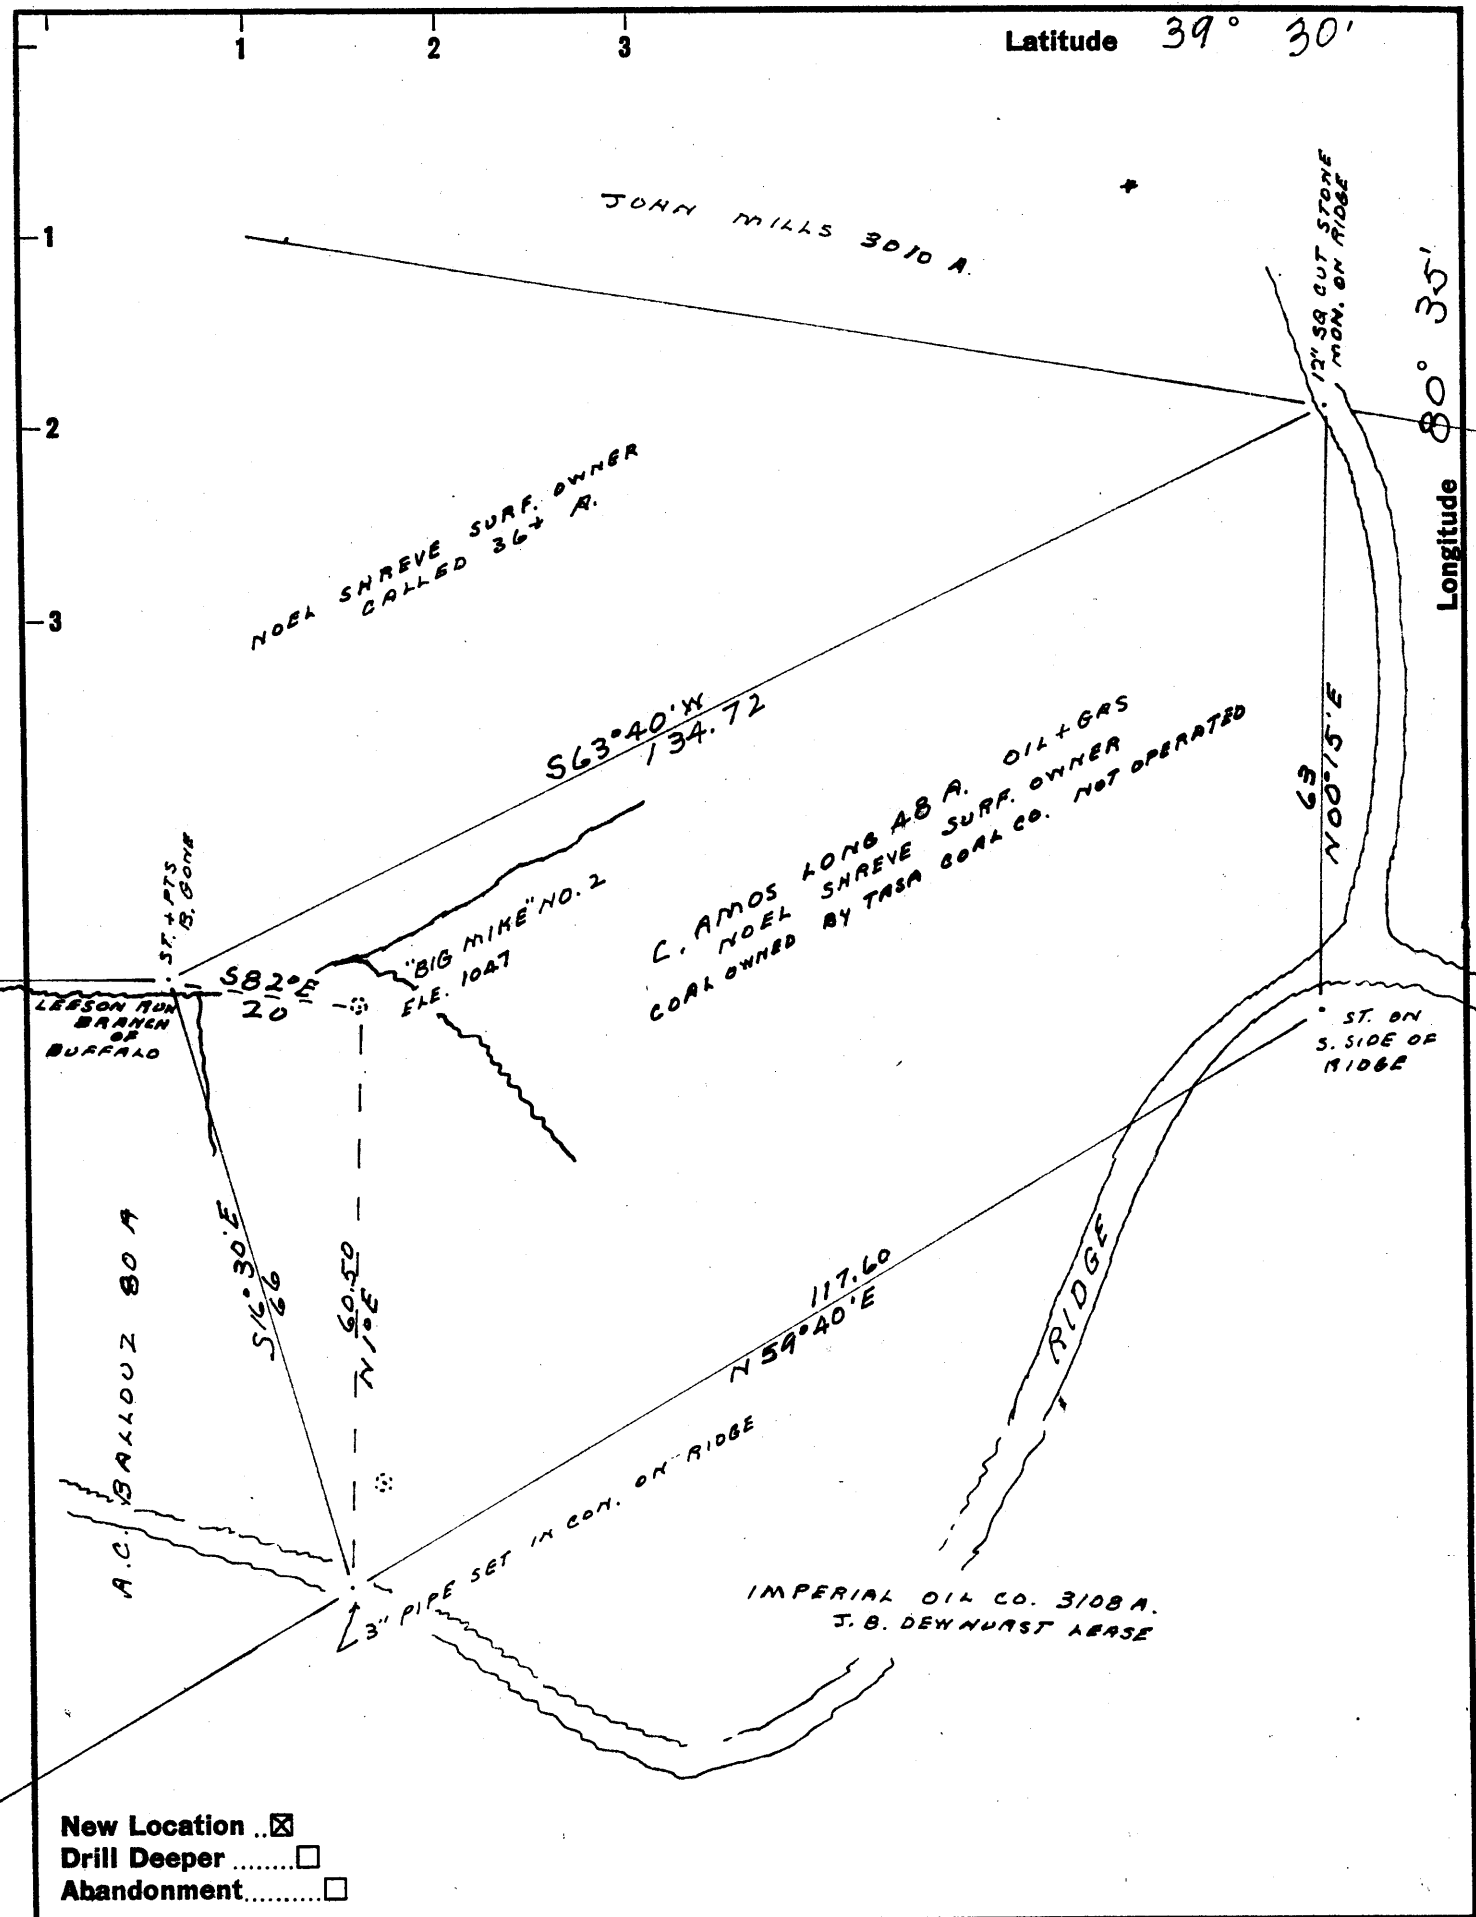 1 2 3
Latitude 39° 30'
1
2
3
Longitude 80° 35'
JOHN MILLS 3010 A.
12" SQ CUT STONE
MON. ON RIDGE
NOEL SHREVE SURF. OWNER
CALLED 36+ A.
S63°40'W
134.72
63
N00°15'E
C. AMOS LONG 48 A. OIL + GAS
NOEL SHREVE SURF. OWNER
COAL OWNED BY TASA COAL CO. NOT OPERATED
ST. + PTS
B. GONE
"BIG MIKE" NO. 2
ELE. 1047
S82°E
20
LEESON RUN
BRANCH
OF
BUFFALO
ST. ON
S. SIDE OF
RIDGE
A.C. BALLOUZ 80 A
S16°30'E
66
60.50
N1°E
117.60
N59°40'E
RIDGE
3" PIPE SET IN CON. ON RIDGE
IMPERIAL OIL CO. 3108 A.
J. B. DEWHURST LEASE
New Location ..☒
Drill Deeper ........☐
Abandonment..........☐